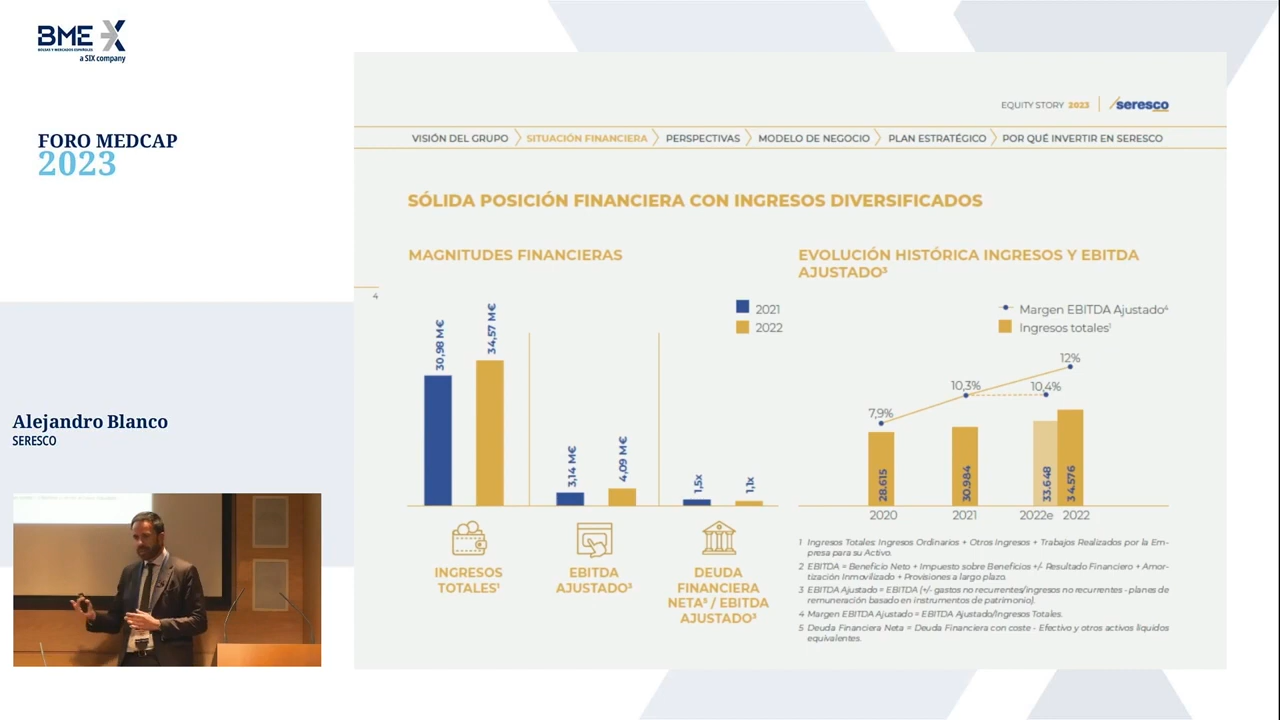 BME X
BOLSAS Y MERCADOS ESPAÑOLES
a SIX company
FORO MEDCAP
2023
Alejandro Blanco
SERESCO
EQUITY STORY 2023
seresco
VISIÓN DEL GRUPO
SITUACIÓN FINANCIERA
PERSPECTIVAS
MODELO DE NEGOCIO
PLAN ESTRATÉGICO
POR QUÉ INVERTIR EN SERESCO
SÓLIDA POSICIÓN FINANCIERA CON INGRESOS DIVERSIFICADOS
4
MAGNITUDES FINANCIERAS
2021
2022
30,98 M€
34,57 M€
3,14 M€
4,09 M€
1,5x
1,1x
INGRESOS
TOTALES¹
EBITDA
AJUSTADO³
DEUDA
FINANCIERA
NETA⁵ / EBITDA
AJUSTADO³
EVOLUCIÓN HISTÓRICA INGRESOS Y EBITDA
AJUSTADO³
Margen EBITDA Ajustado⁴
Ingresos totales¹
7,9%
10,3%
10,4%
12%
28.615
30.984
33.648
34.576
2020
2021
2022e
2022
1 Ingresos Totales: Ingresos Ordinarios + Otros Ingresos + Trabajos Realizados por la Em-
presa para su Activo.
2 EBITDA = Beneficio Neto + Impuesto sobre Beneficios +/- Resultado Financiero + Amor-
tización Inmovilizado + Provisiones a largo plazo.
3 EBITDA Ajustado = EBITDA (+/- gastos no recurrentes/ingresos no recurrentes - planes de
remuneración basado en instrumentos de patrimonio).
4 Margen EBITDA Ajustado = EBITDA Ajustado/Ingresos Totales.
5 Deuda Financiera Neta = Deuda Financiera con coste - Efectivo y otros activos líquidos
equivalentes.